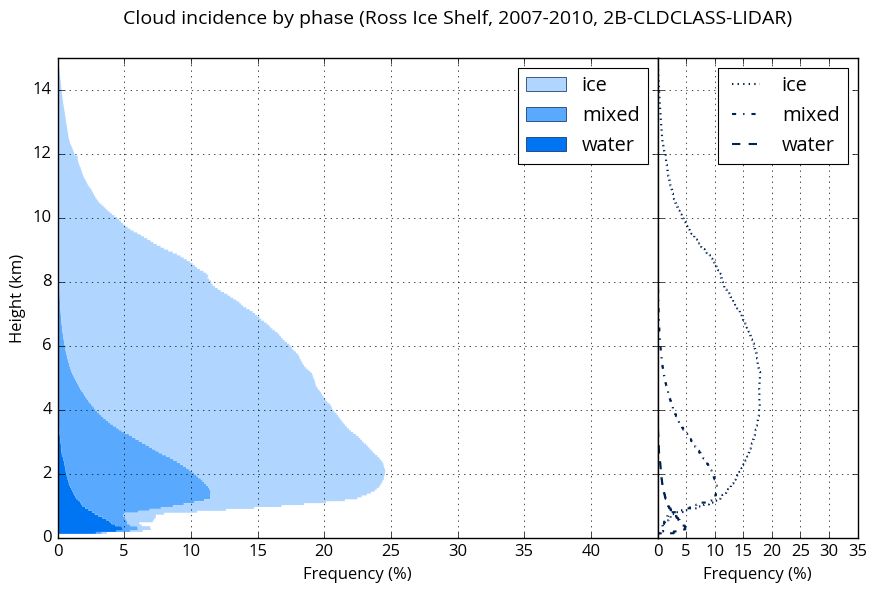 Cloud incidence by phase (Ross Ice Shelf, 2007-2010, 2B-CLDCLASS-LIDAR)
14
12
10
8
6
4
2
0
Height (km)
ice
mixed
water
0 5 10 15 20 25 30 35 40
Frequency (%)
ice
mixed
water
0 5 10 15 20 25 30 35
Frequency (%)